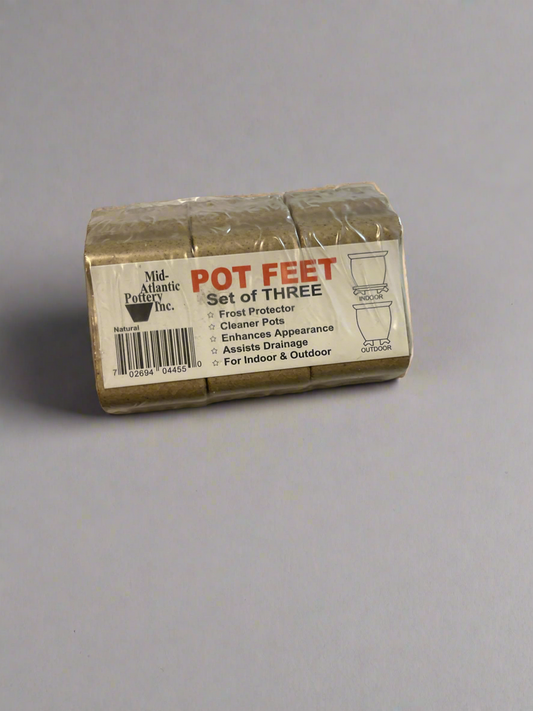 Mid-
Atlantic
Pottery
Inc.
Natural
7 02694 04455 0
POT FEET
Set of THREE
☆ Frost Protector
☆ Cleaner Pots
☆ Enhances Appearance
☆ Assists Drainage
☆ For Indoor & Outdoor
INDOOR
OUTDOOR